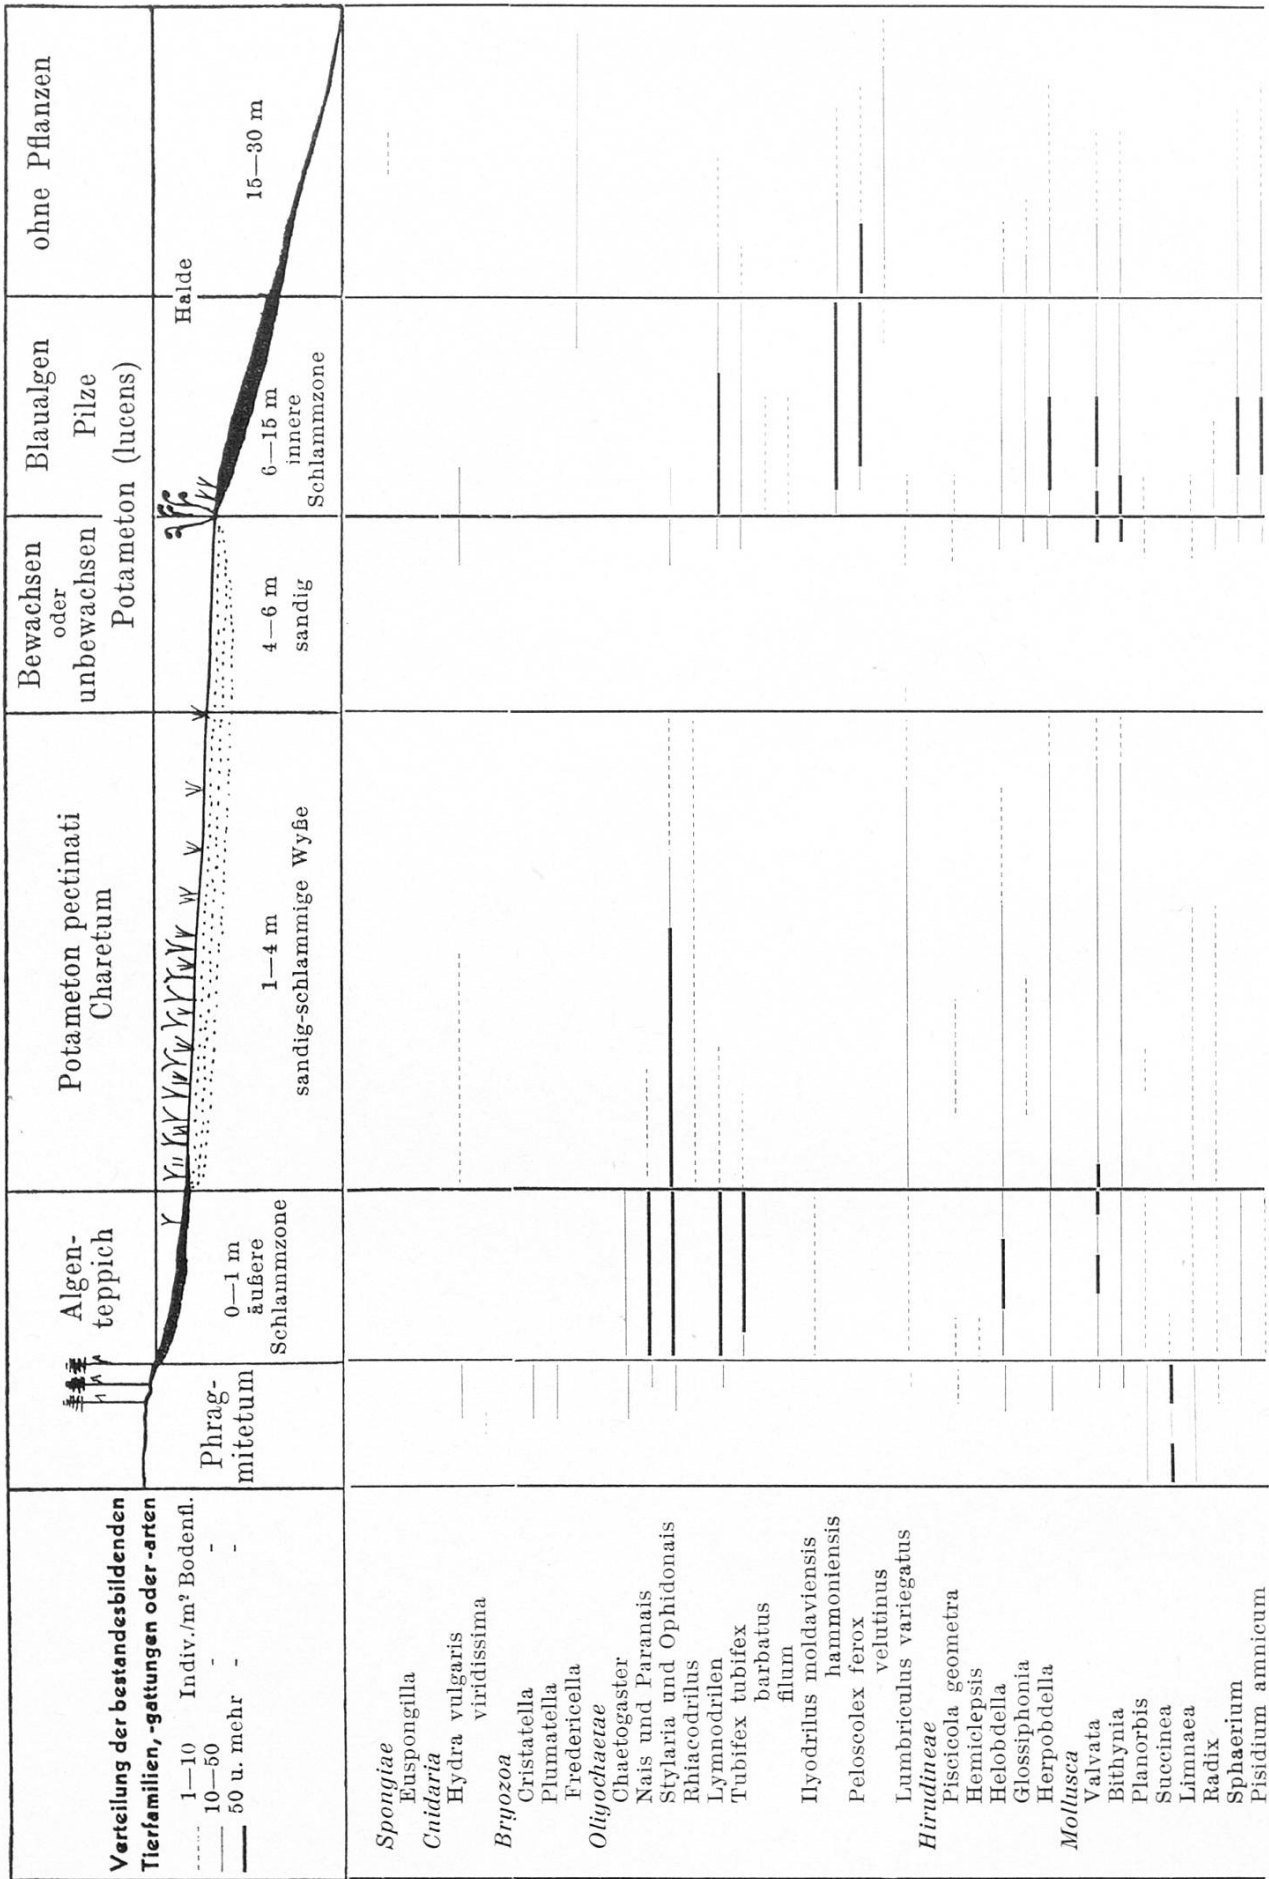 Verteilung der bestandesbildenden
Tierfamilien, -gattungen oder -arten
1—10 Indiv./m² Bodenfl.
10—50 - -
50 u. mehr - -
Phrag-
mitetum
Algen-
teppich
0—1 m
äußere
Schlammzone
Potameton pectinati
Charetum
1—4 m
sandig-schlammige Wyße
Bewachsen
oder
unbewachsen
Potameton (lucens)
4—6 m
sandig
Blaualgen
Pilze
6—15 m
innere
Schlammzone
Halde
ohne Pflanzen
15—30 m
Spongiae
Euspongilla
Cnidaria
Hydra vulgaris
viridissima
Bryozoa
Cristatella
Plumatella
Fredericella
Oligochaetae
Chaetogaster
Nais und Paranais
Stylaria und Ophidonais
Rhiacodrilus
Lymnodrilen
Tubifex tubifex
barbatus
filum
Ilyodrilus moldaviensis
hammoniensis
Peloscolex ferox
velutinus
Lumbriculus variegatus
Hirudineae
Piscicola geometra
Hemiclepsis
Helobdella
Glossiphonia
Herpobdella
Mollusca
Valvata
Bithynia
Planorbis
Succinea
Limnaea
Radix
Sphaerium
Pisidium amnicum